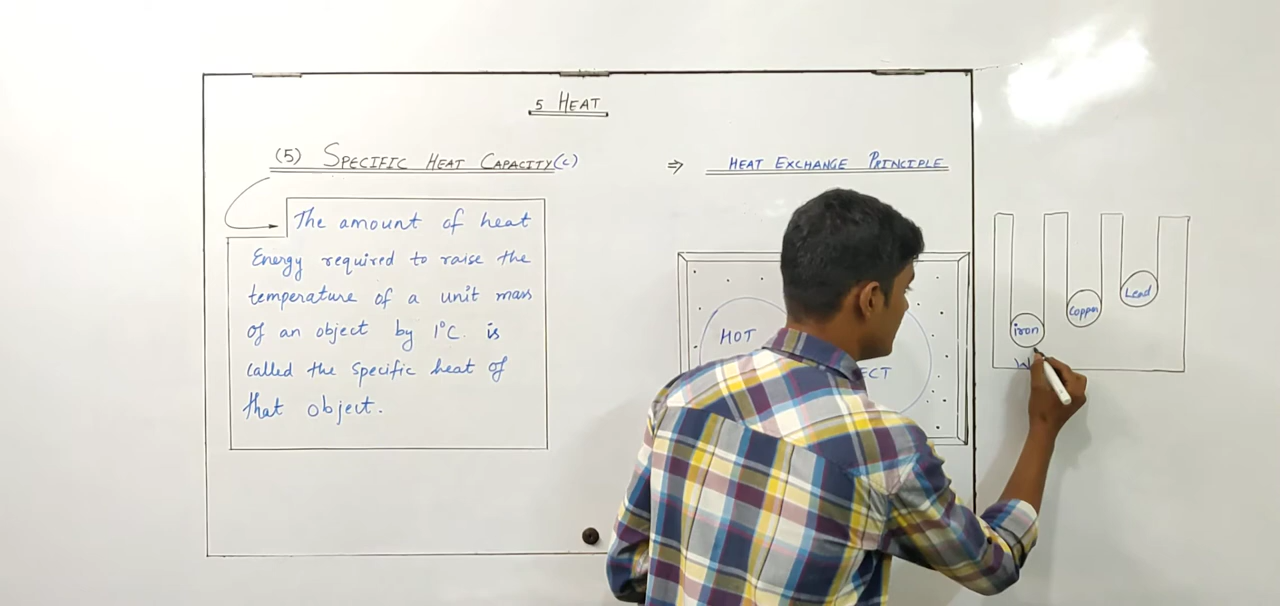 5 HEAT
(5) SPECIFIC HEAT CAPACITY (c)
⇒ HEAT EXCHANGE PRINCIPLE
The amount of heat
Energy required to raise the
temperature of a unit mass
of an object by 1°C. is
called the specific heat of
that object.
HOT
iron
Copper
Lead